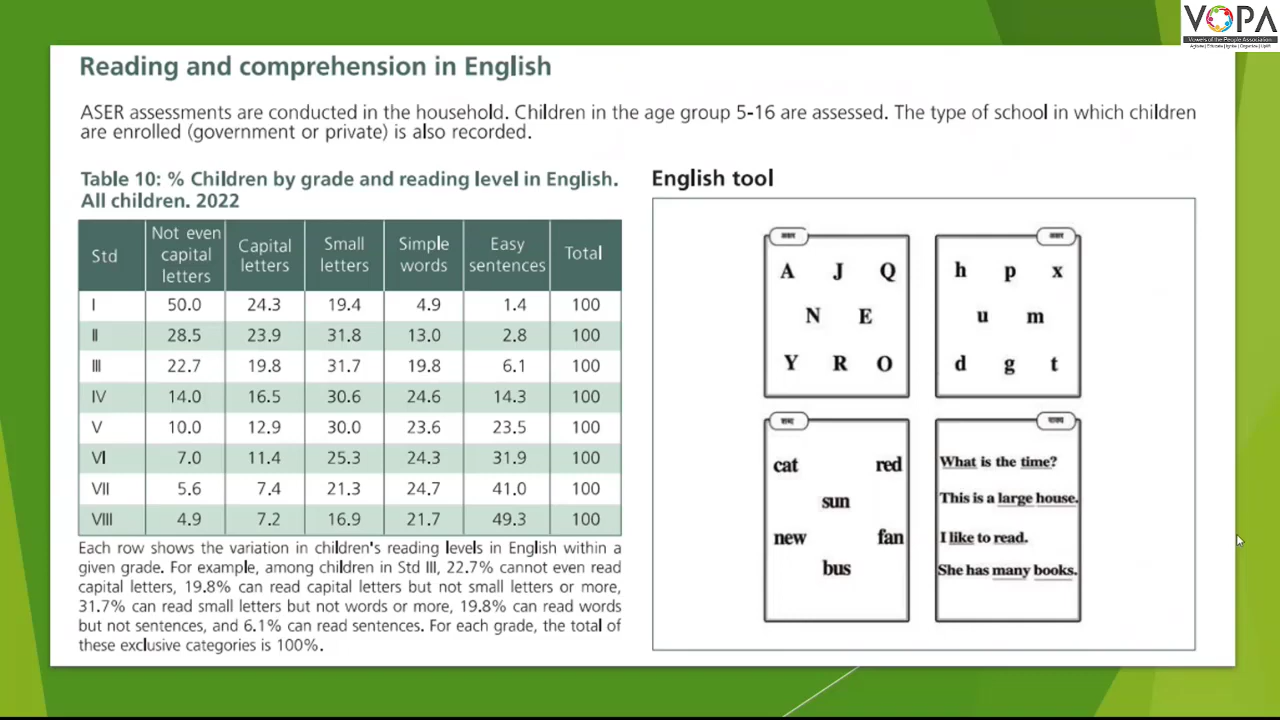 VOPA
Vowels of the People Association
Reading and comprehension in English
ASER assessments are conducted in the household. Children in the age group 5-16 are assessed. The type of school in which children
are enrolled (government or private) is also recorded.
Table 10: % Children by grade and reading level in English.
All children. 2022
Std | Not even capital letters | Capital letters | Small letters | Simple words | Easy sentences | Total
I 50.0 24.3 19.4 4.9 1.4 100
II 28.5 23.9 31.8 13.0 2.8 100
III 22.7 19.8 31.7 19.8 6.1 100
IV 14.0 16.5 30.6 24.6 14.3 100
V 10.0 12.9 30.0 23.6 23.5 100
VI 7.0 11.4 25.3 24.3 31.9 100
VII 5.6 7.4 21.3 24.7 41.0 100
VIII 4.9 7.2 16.9 21.7 49.3 100
Each row shows the variation in children's reading levels in English within a
given grade. For example, among children in Std III, 22.7% cannot even read
capital letters, 19.8% can read capital letters but not small letters or more,
31.7% can read small letters but not words or more, 19.8% can read words
but not sentences, and 6.1% can read sentences. For each grade, the total of
these exclusive categories is 100%.
English tool
A J Q
N E
Y R O
h p x
u m
d g t
cat red
sun
new fan
bus
What is the time?
This is a large house.
I like to read.
She has many books.